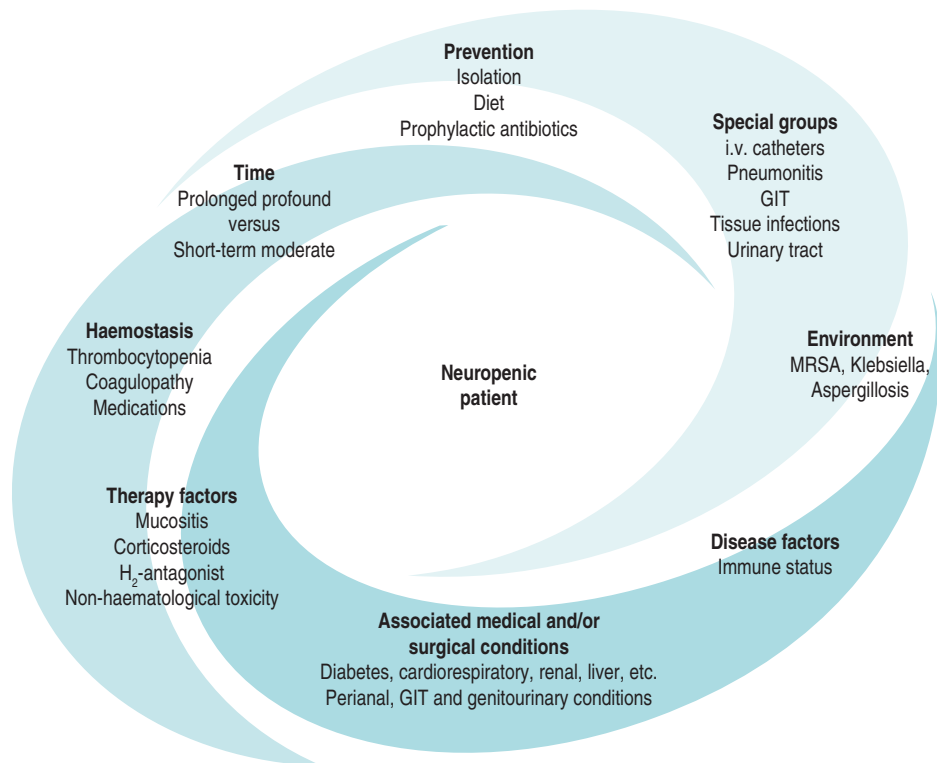 Prevention
Isolation
Diet
Prophylactic antibiotics
Special groups
i.v. catheters
Pneumonitis
GIT
Tissue infections
Urinary tract
Time
Prolonged profound
versus
Short-term moderate
Haemostasis
Thrombocytopenia
Coagulopathy
Medications
Neuropenic
patient
Environment
MRSA, Klebsiella,
Aspergillosis
Therapy factors
Mucositis
Corticosteroids
H₂-antagonist
Non-haematological toxicity
Disease factors
Immune status
Associated medical and/or
surgical conditions
Diabetes, cardiorespiratory, renal, liver, etc.
Perianal, GIT and genitourinary conditions